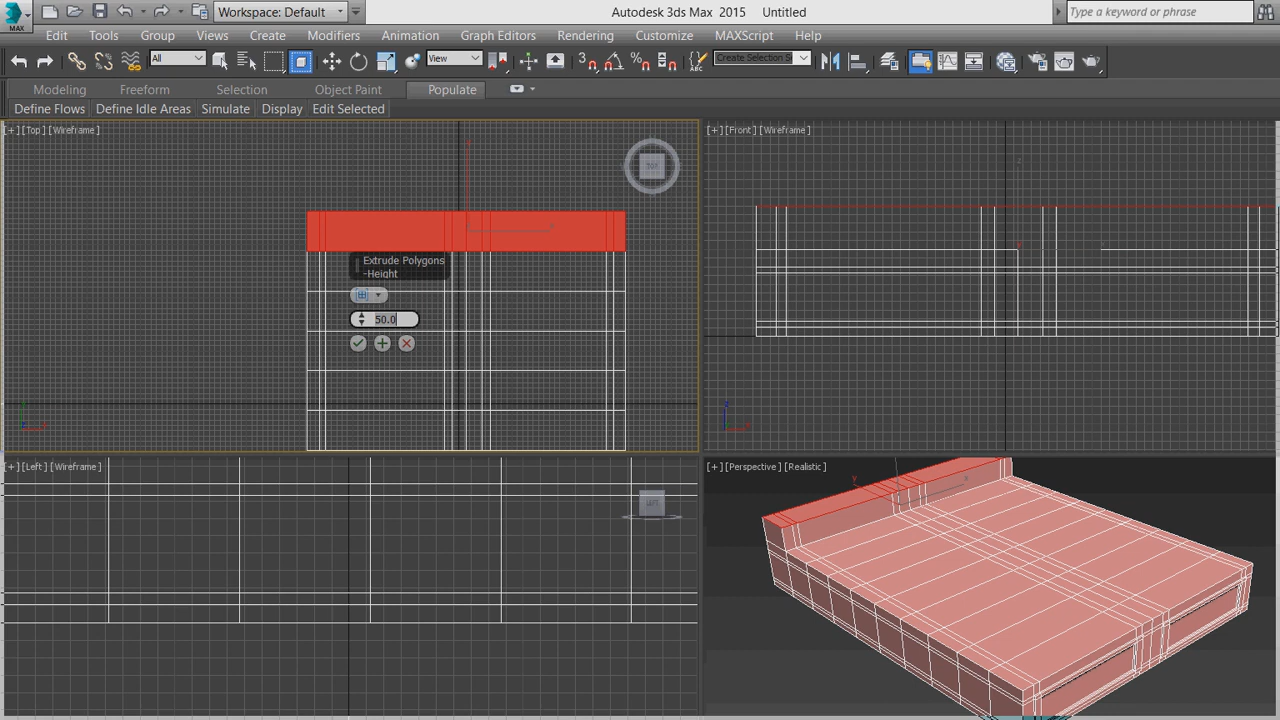 Workspace: Default
Autodesk 3ds Max 2015 Untitled
Type a keyword or phrase
MAX
Edit Tools Group Views Create Modifiers Animation Graph Editors Rendering Customize MAXScript Help
All
View
3
Create Selection S
Modeling Freeform Selection Object Paint Populate
Define Flows Define Idle Areas Simulate Display Edit Selected
[+] [Top] [Wireframe]
[+] [Front] [Wireframe]
TOP
Extrude Polygons
-Height
50.0
[+] [Left] [Wireframe]
[+] [Perspective] [Realistic]
LEFT